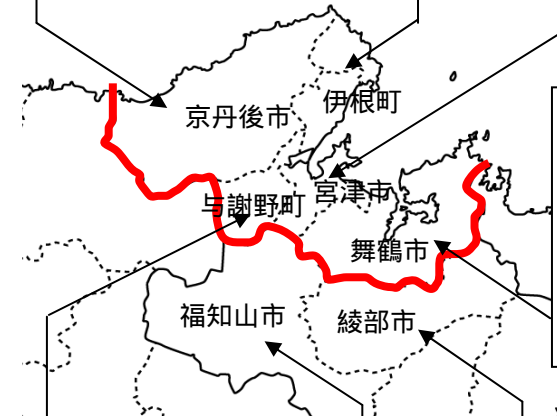 伊根町
京丹後市
宮津市
与謝野町
舞鶴市
福知山市
綾部市